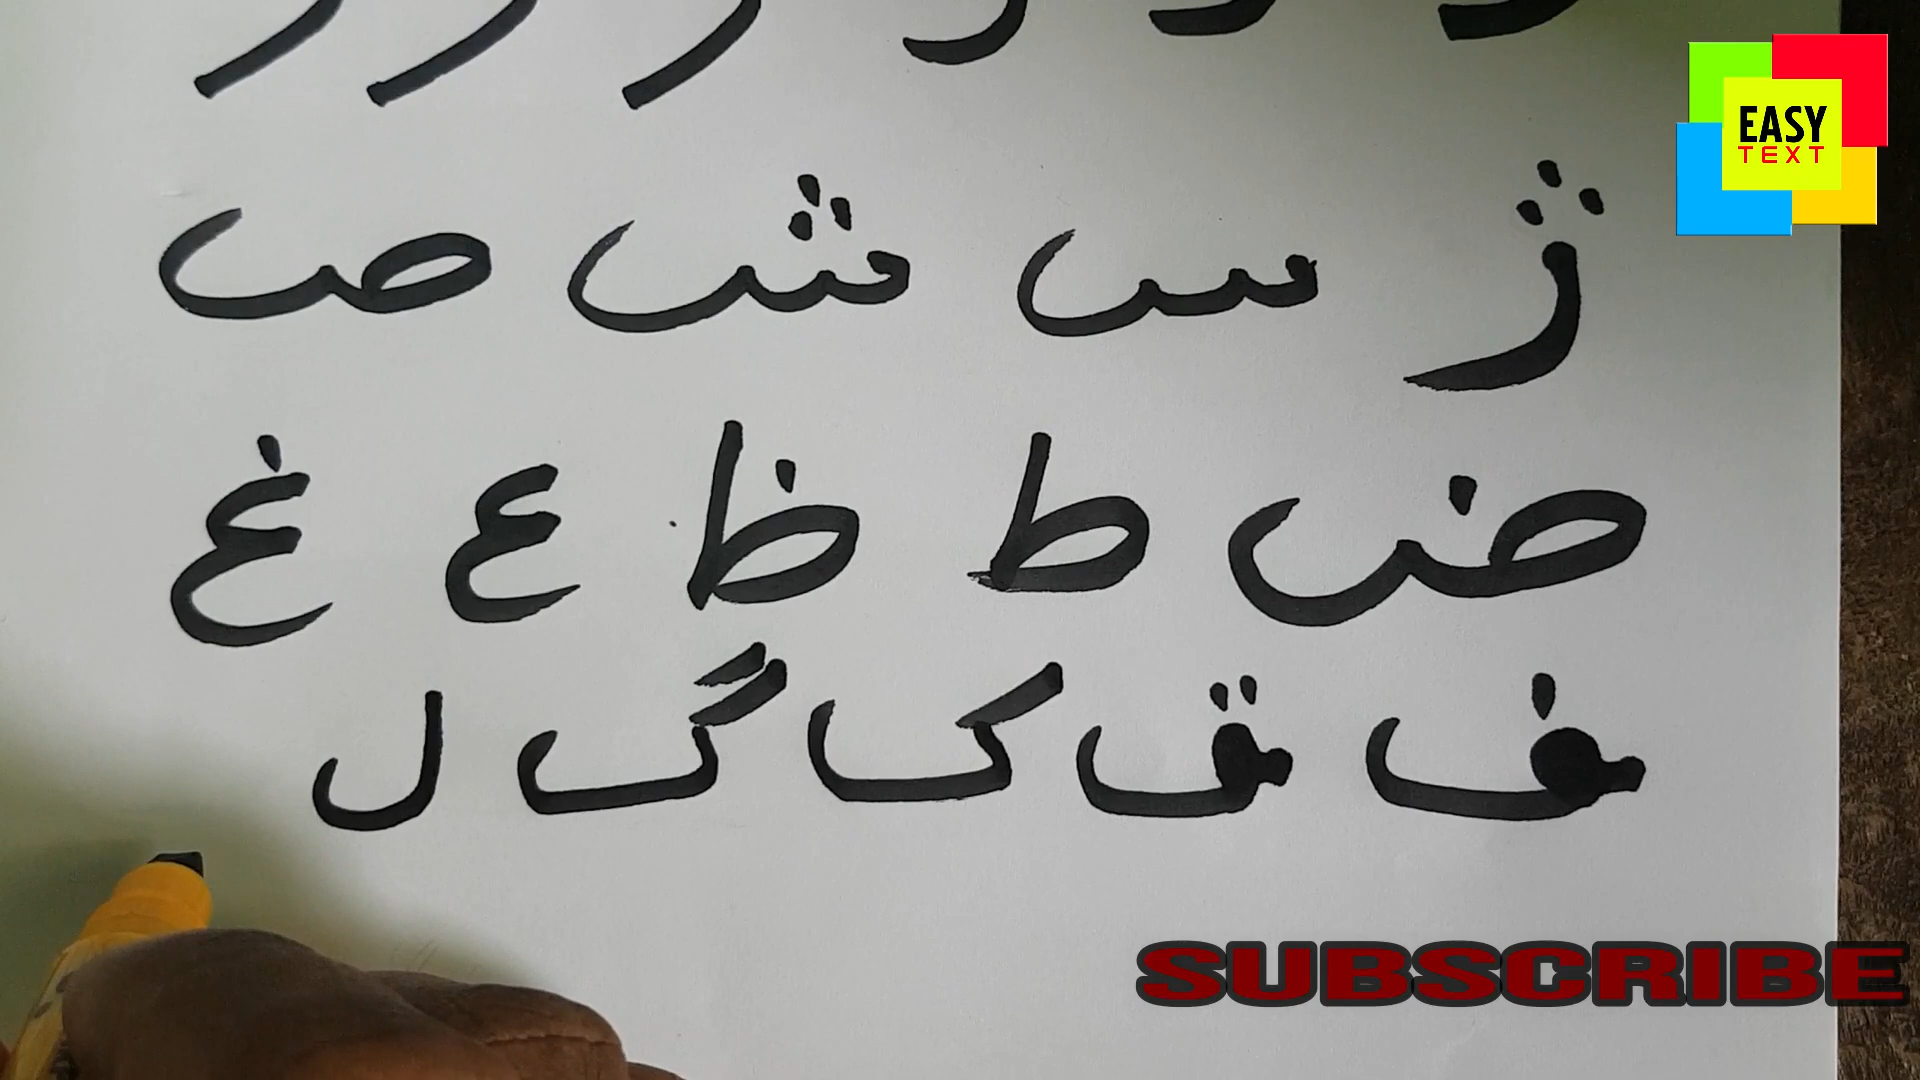 EASY
TEXT
ژ س ش ص
ض ط ظ ع غ
ف ق ک گ ل
SUBSCRIBE